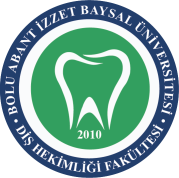 BOLU ABANT İZZET BAYSAL ÜNİVERSİTESİ
2010
• DİŞ HEKİMLİĞİ FAKÜLTESİ •